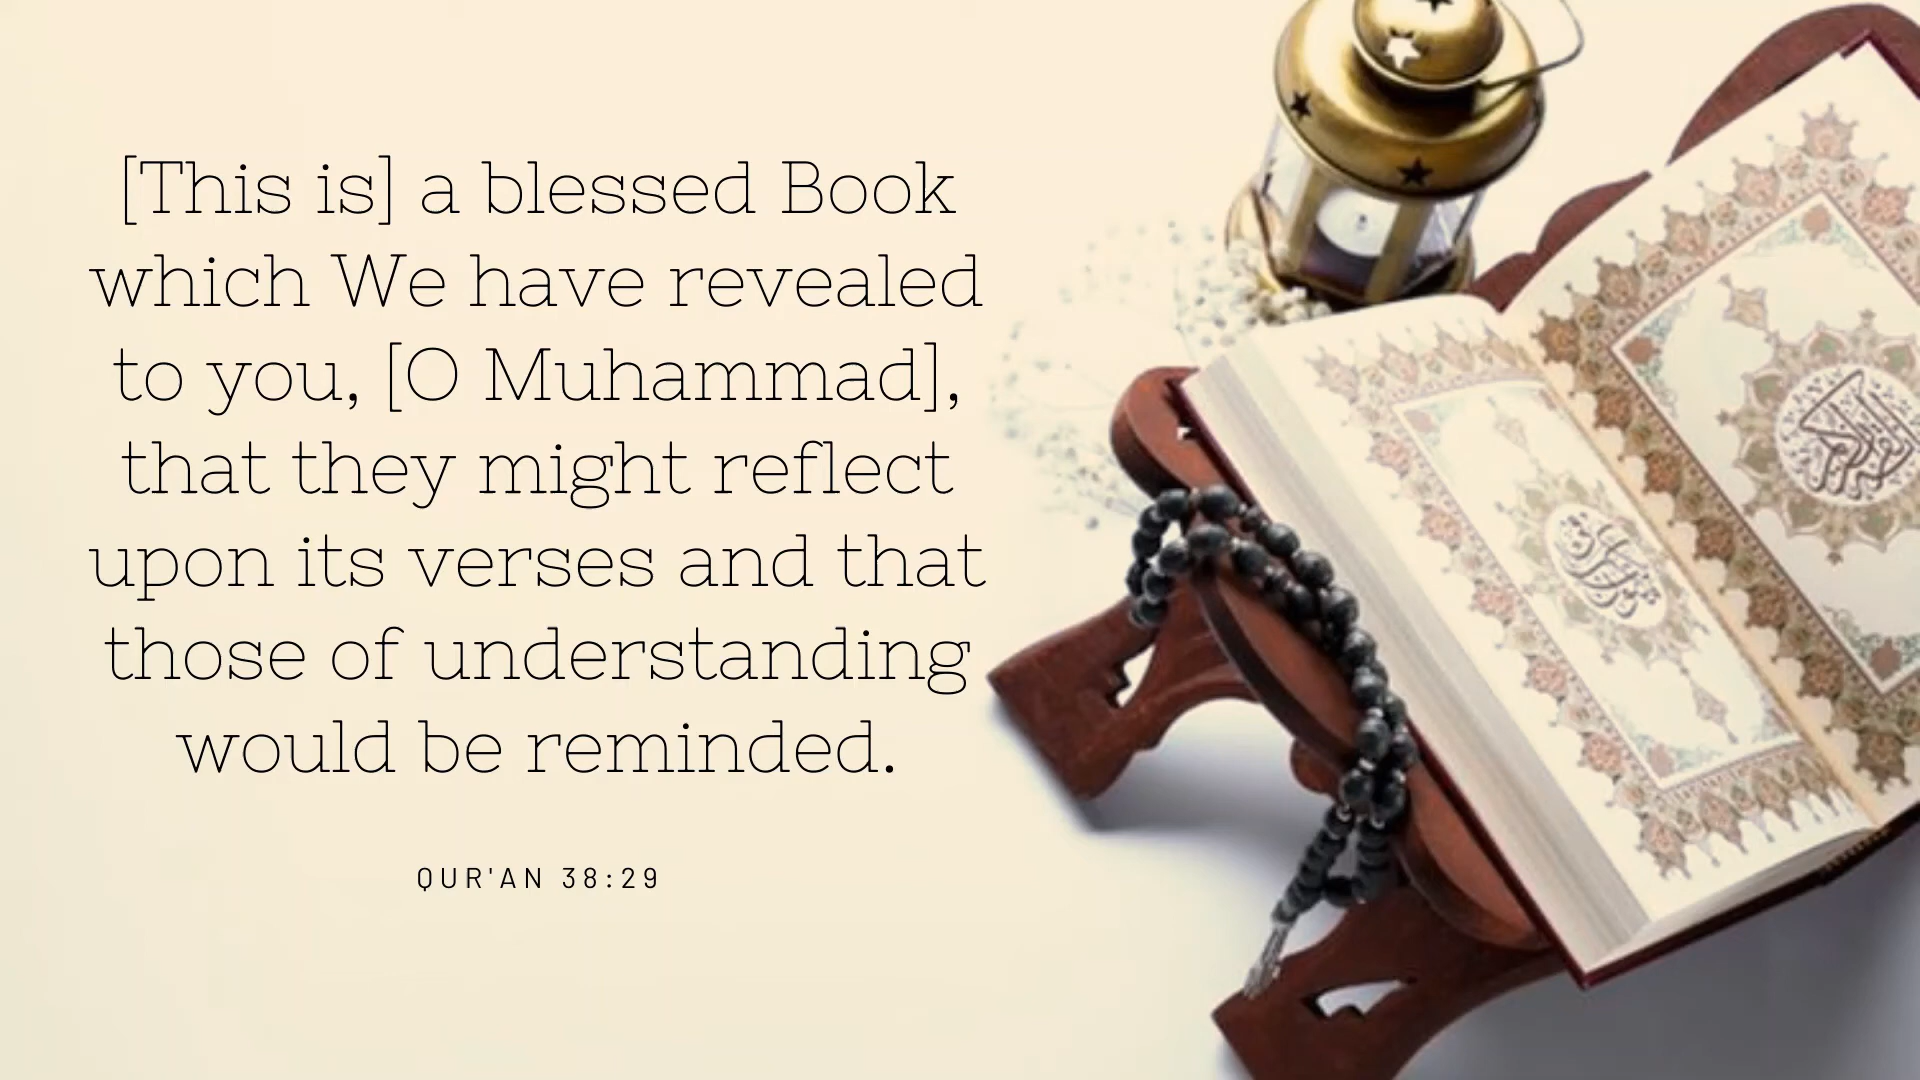 [This is] a blessed Book
which We have revealed
to you, [O Muhammad],
that they might reflect
upon its verses and that
those of understanding
would be reminded.
QUR'AN 38:29